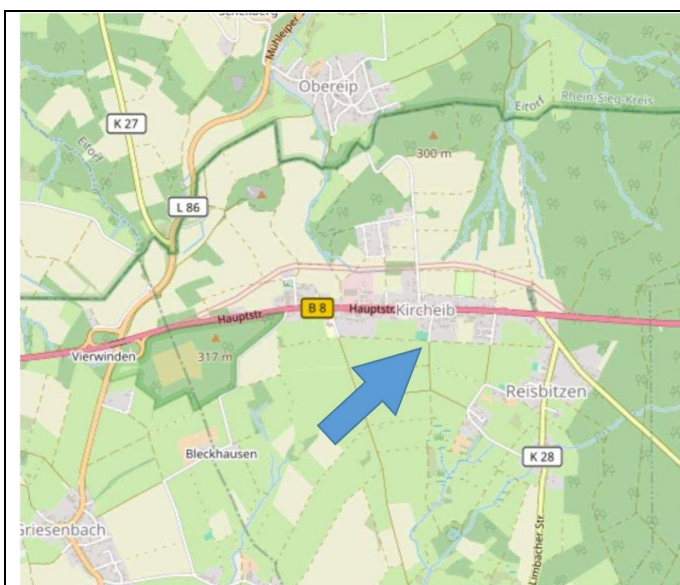 Mühleiper
Obereip
Eitorf
Rhein-Sieg-Kreis
K 27
Eitorf
300 m
L 86
B 8
Hauptstr.
Kircheib
Hauptstr.
Vierwinden
317 m
Reisbitzen
Bleckhausen
K 28
Griesenbach
Limbacher Str.